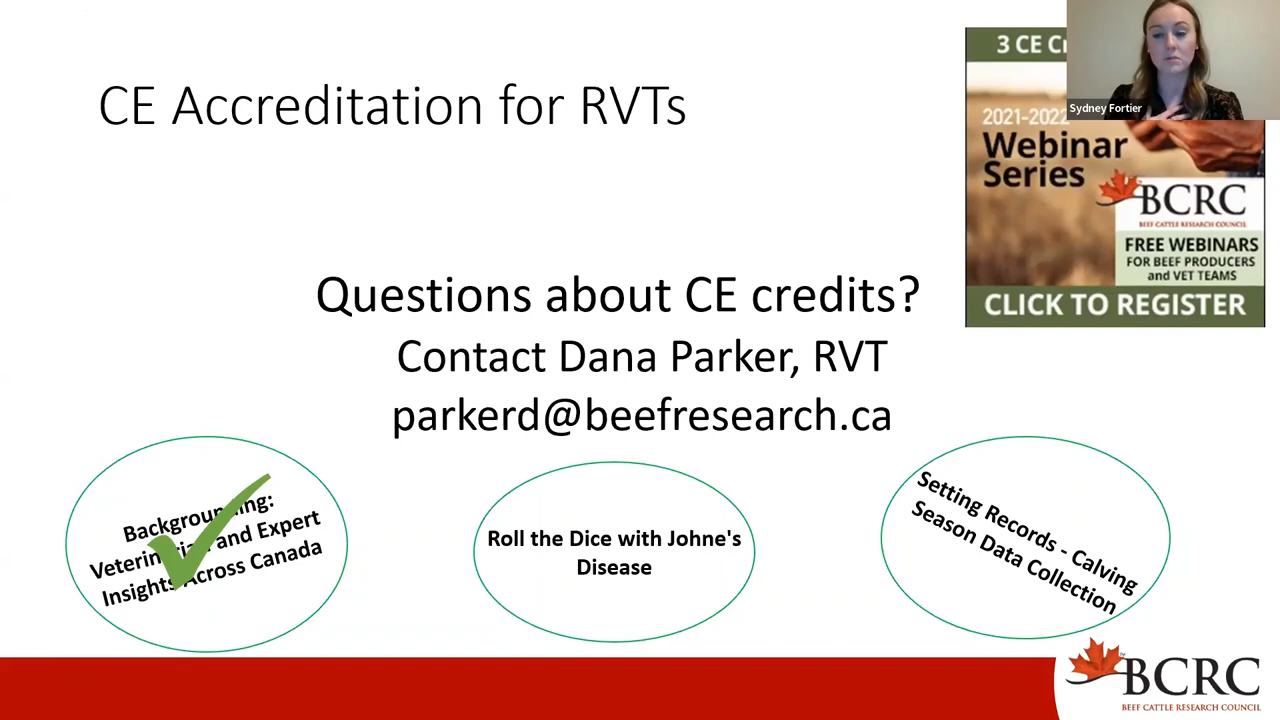 CE Accreditation for RVTs
3 CE
Sydney Fortier
2021-2022
Webinar
Series
BCRC
BEEF CATTLE RESEARCH COUNCIL
FREE WEBINARS
FOR BEEF PRODUCERS
and VET TEAMS
CLICK TO REGISTER
Questions about CE credits?
Contact Dana Parker, RVT
parkerd@beefresearch.ca
Backgrounding:
Veterinarian and Expert
Insights Across Canada
Roll the Dice with Johne's
Disease
Setting Records - Calving
Season Data Collection
BCRC
™
BEEF CATTLE RESEARCH COUNCIL